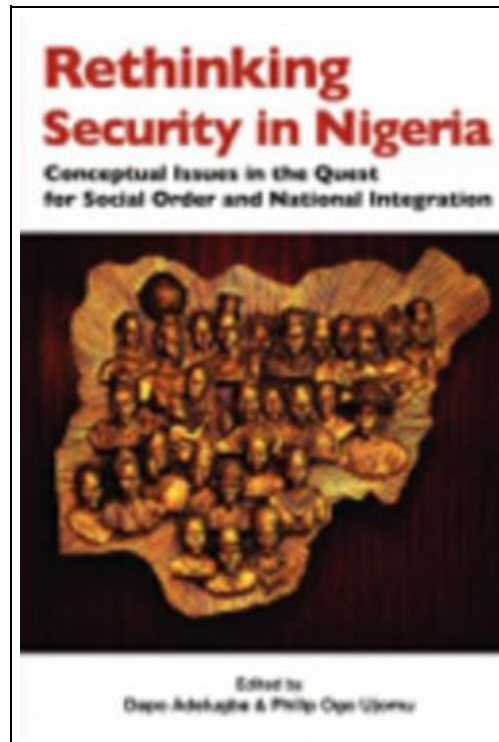 Rethinking
Security in Nigeria
Conceptual Issues in the Quest
for Social Order and National Integration
Edited by
Dapo Adelugba & Philip Ogo Ujomu